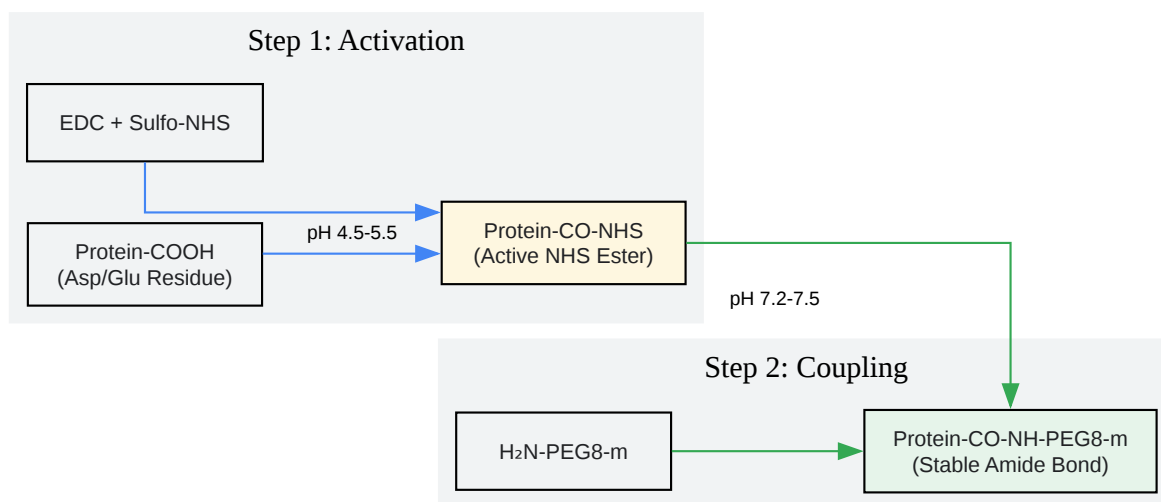 Step 1: Activation
EDC + Sulfo-NHS
Protein-COOH
(Asp/Glu Residue)
pH 4.5-5.5
Protein-CO-NHS
(Active NHS Ester)
pH 7.2-7.5
Step 2: Coupling
H₂N-PEG8-m
Protein-CO-NH-PEG8-m
(Stable Amide Bond)